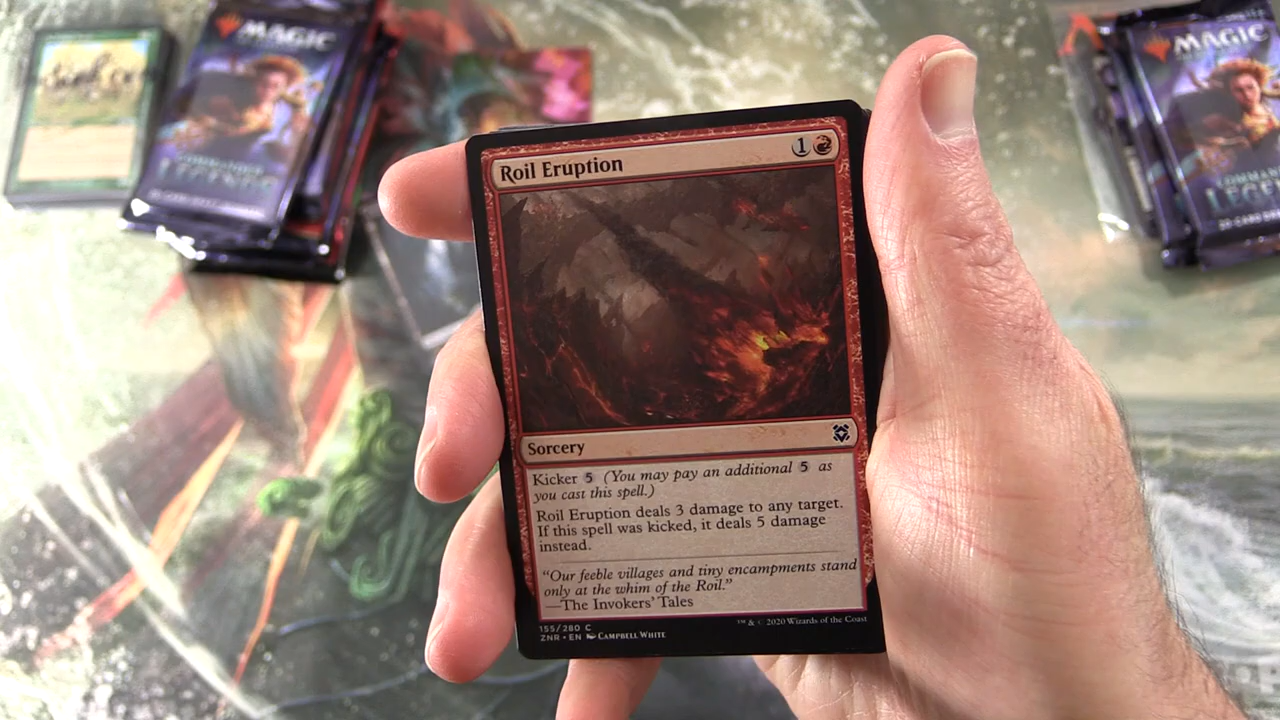 MAGIC
LEGENDS
MAGIC
COMMANDER
LEGE
Roil Eruption
1
Sorcery
Kicker 5 (You may pay an additional 5 as
you cast this spell.)
Roil Eruption deals 3 damage to any target.
If this spell was kicked, it deals 5 damage
instead.
"Our feeble villages and tiny encampments stand
only at the whim of the Roil."
—The Invokers' Tales
155/280 C
ZNR • EN CAMPBELL WHITE
™ & © 2020 Wizards of the Coast